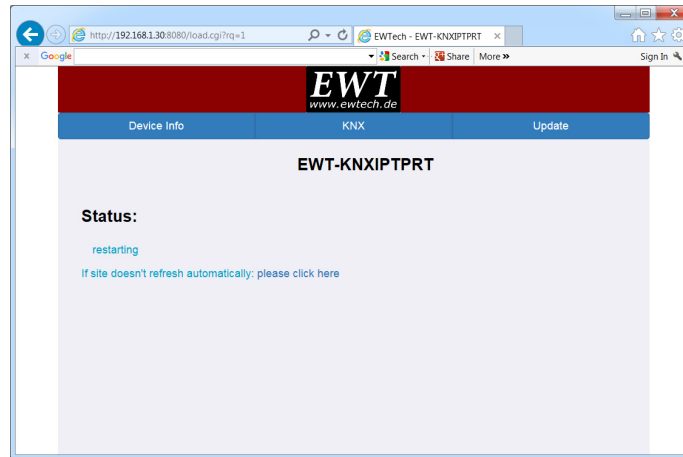 http://192.168.1.30:8080/load.cgi?rq=1
EWTech - EWT-KNXIPTPRT
x Google Search Share More » Sign In
EWT
www.ewtech.de
Device Info KNX Update
EWT-KNXIPTPRT
Status:
restarting
If site doesn't refresh automatically: please click here